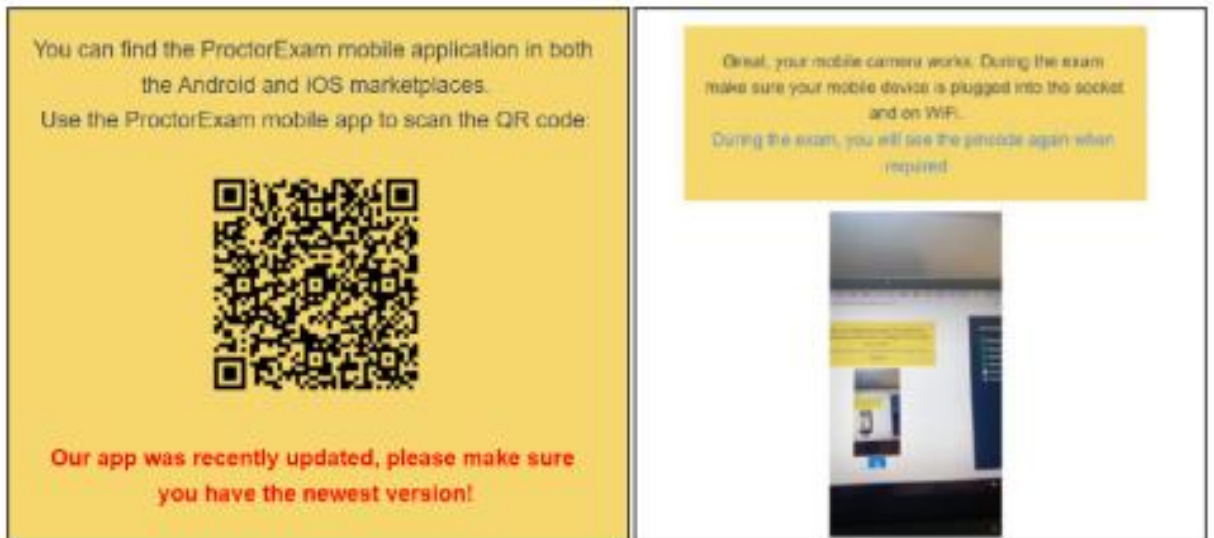 You can find the ProctorExam mobile application in both
the Android and IOS marketplaces.
Use the ProctorExam mobile app to scan the QR code:
Our app was recently updated, please make sure
you have the newest version!
Great, your mobile camera works. During the exam
make sure your mobile device is plugged into the socket
and on WiFi.
During the exam, you will see the pincode again when
required